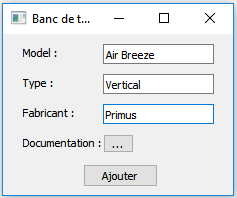 Banc de t...
Model : Air Breeze
Type : Vertical
Fabricant : Primus
Documentation : ...
Ajouter